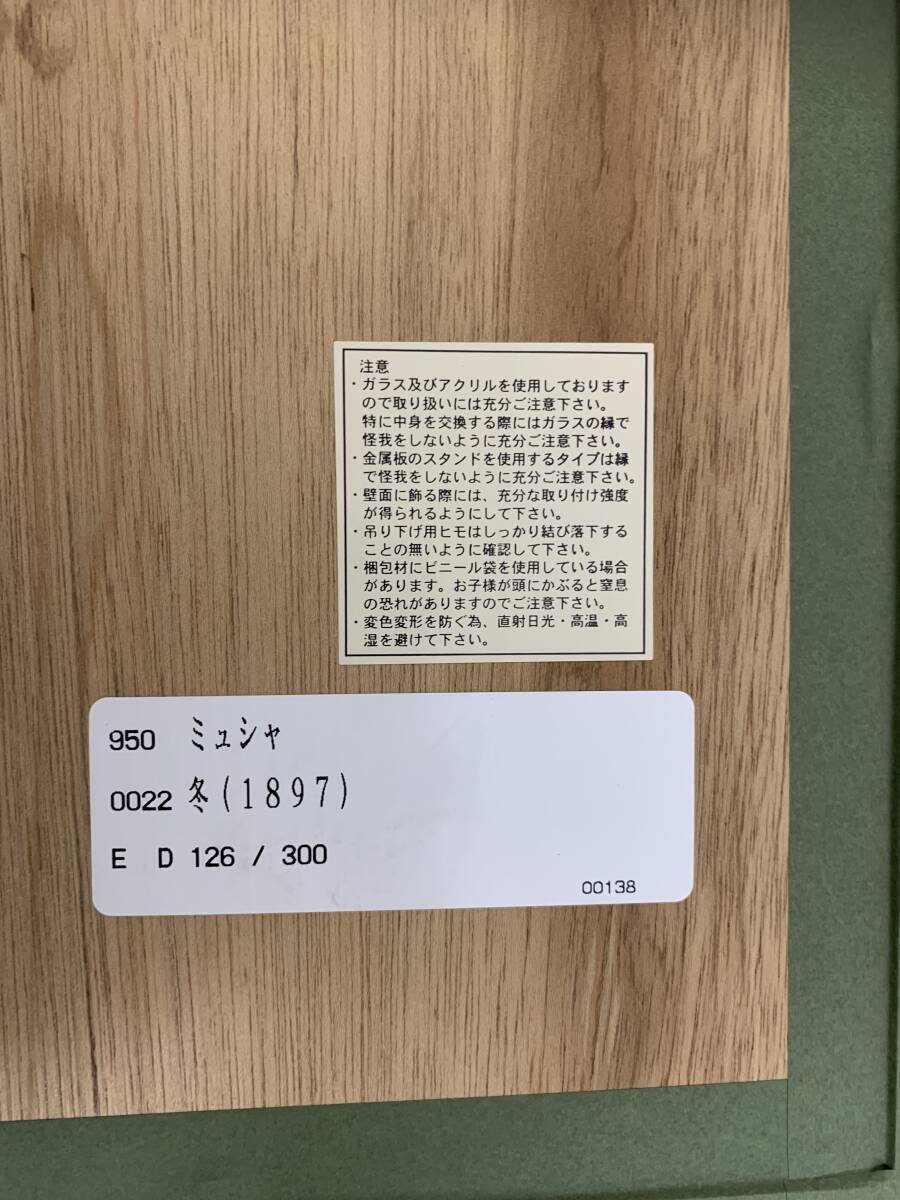 注意
・ガラス及びアクリルを使用しております
ので取り扱いには充分ご注意下さい。
特に中身を交換する際にはガラスの縁で
怪我をしないように充分ご注意下さい。
・金属板のスタンドを使用するタイプは縁
で怪我をしないように充分ご注意下さい。
・壁面に飾る際には、充分な取り付け強度
が得られるようにして下さい。
・吊り下げ用ヒモはしっかり結び落下する
ことの無いように確認して下さい。
・梱包材にビニール袋を使用している場合
があります。お子様が頭にかぶると窒息
の恐れがありますのでご注意下さい。
・変色変形を防ぐ為、直射日光・高温・高
湿を避けて下さい。
950 ミュシャ
0022 冬(1897)
E D 126 / 300
00138